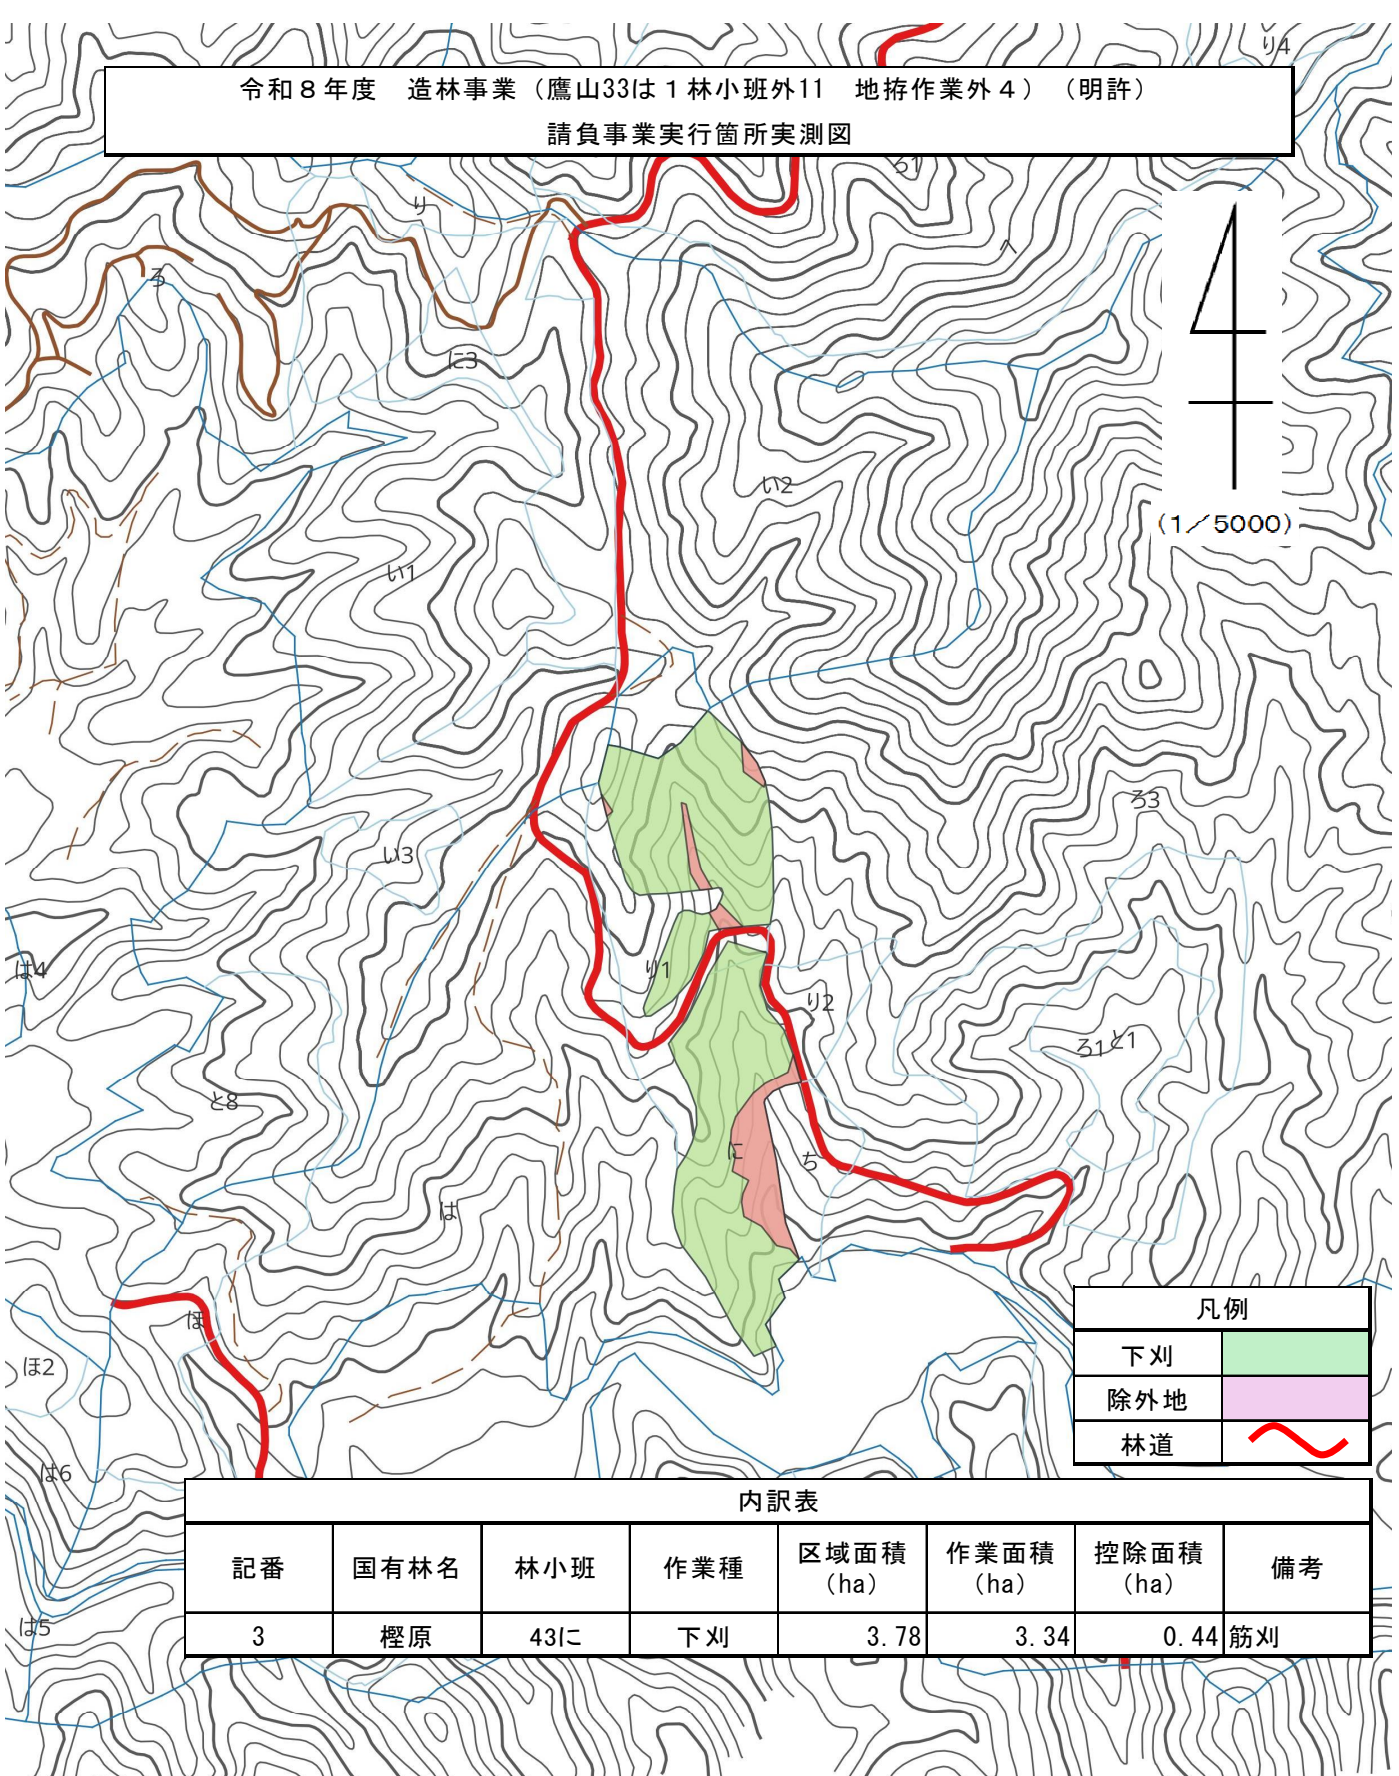 り4
令和８年度　造林事業（鷹山33は１林小班外11　地拵作業外４）（明許）
請負事業実行箇所実測図
ろ1
り
へ
ろ
に3
い2
(1／5000)
い1
ろ3
い3
は4
り1
り2
ろ1
と1
と8
に
ち
は
ほ
ほ2
凡例
下刈
除外地
林道
は6
内訳表
記番 国有林名 林小班 作業種 区域面積（ha） 作業面積（ha） 控除面積（ha） 備考
3 樫原 43に 下刈 3.78 3.34 0.44 筋刈
は5